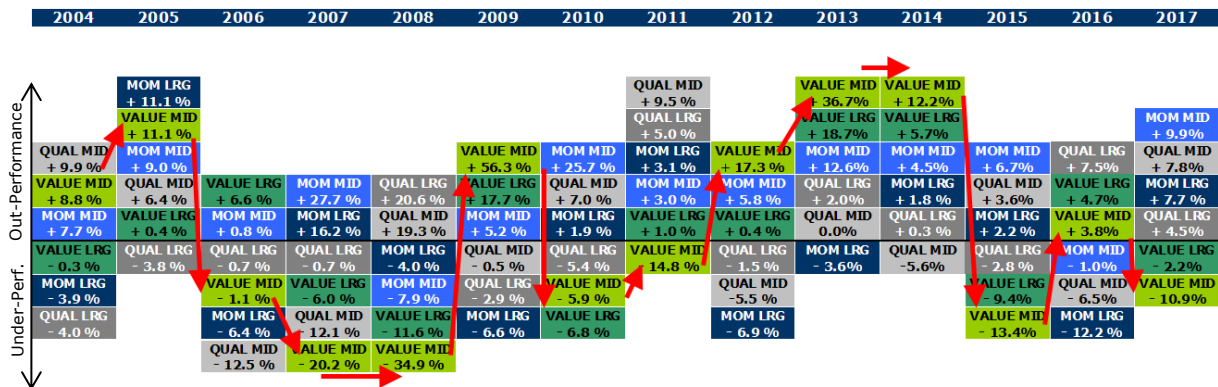 2004 2005 2006 2007 2008 2009 2010 2011 2012 2013 2014 2015 2016 2017
Out-Performance
Under-Perf.
QUAL MID
+ 9.9 %
VALUE MID
+ 8.8 %
MOM MID
+ 7.7 %
VALUE LRG
- 0.3 %
MOM LRG
- 3.9 %
QUAL LRG
- 4.0 %
MOM LRG
+ 11.1 %
VALUE MID
+ 11.1 %
MOM MID
+ 9.0 %
QUAL MID
+ 6.4 %
VALUE LRG
+ 0.4 %
QUAL LRG
- 3.8 %
VALUE LRG
+ 6.6 %
MOM MID
+ 0.8 %
QUAL LRG
- 0.7 %
VALUE MID
- 1.1 %
MOM LRG
- 6.4 %
QUAL MID
- 12.5 %
MOM MID
+ 27.7 %
MOM LRG
+ 16.2 %
QUAL LRG
- 0.7 %
VALUE LRG
- 6.0 %
QUAL MID
- 12.1 %
VALUE MID
- 20.2 %
QUAL LRG
+ 20.6 %
QUAL MID
+ 19.3 %
MOM LRG
- 4.0 %
MOM MID
- 7.9 %
VALUE LRG
- 11.6 %
VALUE MID
- 34.9 %
VALUE MID
+ 56.3 %
VALUE LRG
+ 17.7 %
MOM MID
+ 5.2 %
QUAL MID
- 0.5 %
QUAL LRG
- 2.9 %
MOM LRG
- 6.6 %
MOM MID
+ 25.7 %
QUAL MID
+ 7.0 %
MOM LRG
+ 1.9 %
QUAL LRG
- 5.4 %
VALUE MID
- 5.9 %
VALUE LRG
- 6.8 %
QUAL MID
+ 9.5 %
QUAL LRG
+ 5.0 %
MOM LRG
+ 3.1 %
MOM MID
+ 3.0 %
VALUE LRG
+ 1.0 %
VALUE MID
- 14.8 %
VALUE MID
+ 17.3 %
MOM MID
+ 5.8 %
VALUE LRG
+ 0.4 %
QUAL LRG
- 1.5 %
QUAL MID
-5.5 %
MOM LRG
- 6.9 %
VALUE MID
+ 36.7%
VALUE LRG
+ 18.7%
MOM MID
+ 12.6%
QUAL LRG
+ 2.0%
QUAL MID
0.0%
MOM LRG
- 3.6%
VALUE MID
+ 12.2%
VALUE LRG
+ 5.7%
MOM MID
+ 4.5%
MOM LRG
+ 1.8 %
QUAL LRG
+ 0.3 %
QUAL MID
-5.6%
MOM MID
+ 6.7%
QUAL MID
+3.6%
MOM LRG
+ 2.2 %
QUAL LRG
- 2.8 %
VALUE LRG
-9.4%
VALUE MID
- 13.4%
QUAL LRG
+ 7.5%
VALUE LRG
+ 4.7%
VALUE MID
+ 3.8%
MOM MID
- 1.0%
QUAL MID
- 6.5%
MOM LRG
- 12.2 %
MOM MID
+ 9.9%
QUAL MID
+ 7.8%
MOM LRG
+ 7.7 %
QUAL LRG
+ 4.5%
VALUE LRG
- 2.2%
VALUE MID
- 10.9%